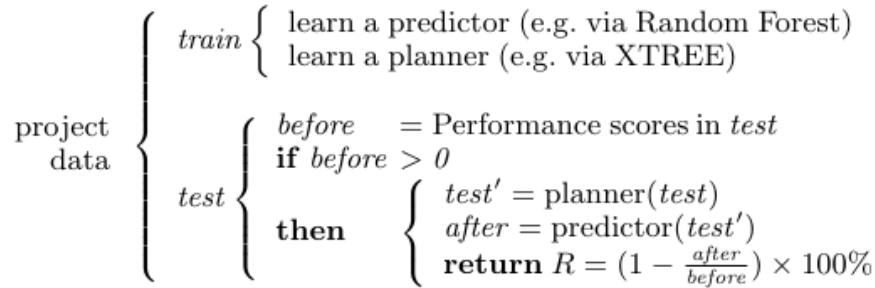 project
data
train
learn a predictor (e.g. via Random Forest)
learn a planner (e.g. via XTREE)
test
before = Performance scores in test
if before > 0
then
test′ = planner(test)
after = predictor(test′)
return R = (1 − after/before) × 100%